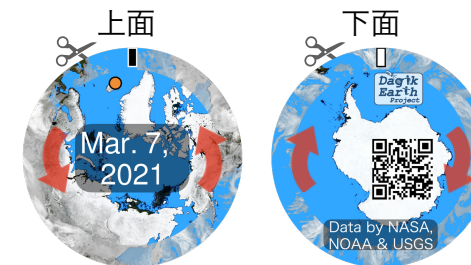 上面
下面
Mar. 7,
2021
Dagik
Earth
Project
Data by NASA,
NOAA & USGS